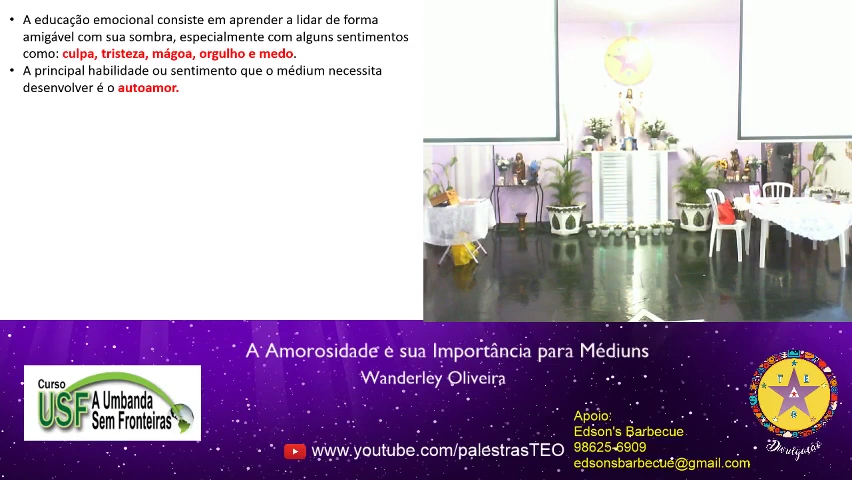 • A educação emocional consiste em aprender a lidar de forma
amigável com sua sombra, especialmente com alguns sentimentos
como: culpa, tristeza, mágoa, orgulho e medo.
• A principal habilidade ou sentimento que o médium necessita
desenvolver é o autoamor.
A Amorosidade e sua Importância para Médiuns
Wanderley Oliveira
Curso
USF A Umbanda
Sem Fronteiras
www.youtube.com/palestrasTEO
Apoio:
Edson's Barbecue
98625-6909
edsonsbarbecue@gmail.com
T E
A
B
Divulgação